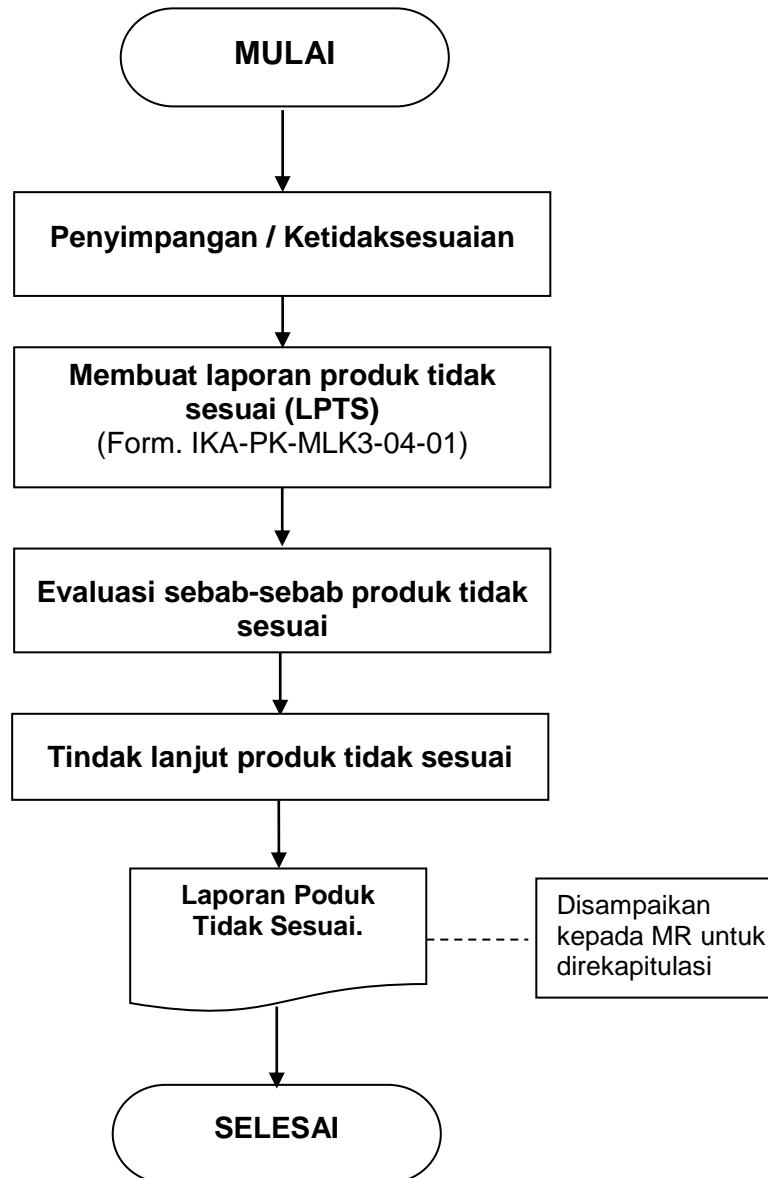 MULAI
Penyimpangan / Ketidaksesuaian
Membuat laporan produk tidak
sesuai (LPTS)
(Form. IKA-PK-MLK3-04-01)
Evaluasi sebab-sebab produk tidak
sesuai
Tindak lanjut produk tidak sesuai
Laporan Poduk
Tidak Sesuai.
Disampaikan
kepada MR untuk
direkapitulasi
SELESAI